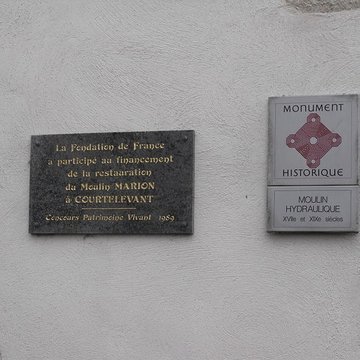 La Fondation de France
a participé au financement
de la restauration
du Moulin MARION
à COURTELEVANT
Concours Patrimoine Vivant 1989
MONUMENT
HISTORIQUE
MOULIN
HYDRAULIQUE
XVIIe et XIXe siècles